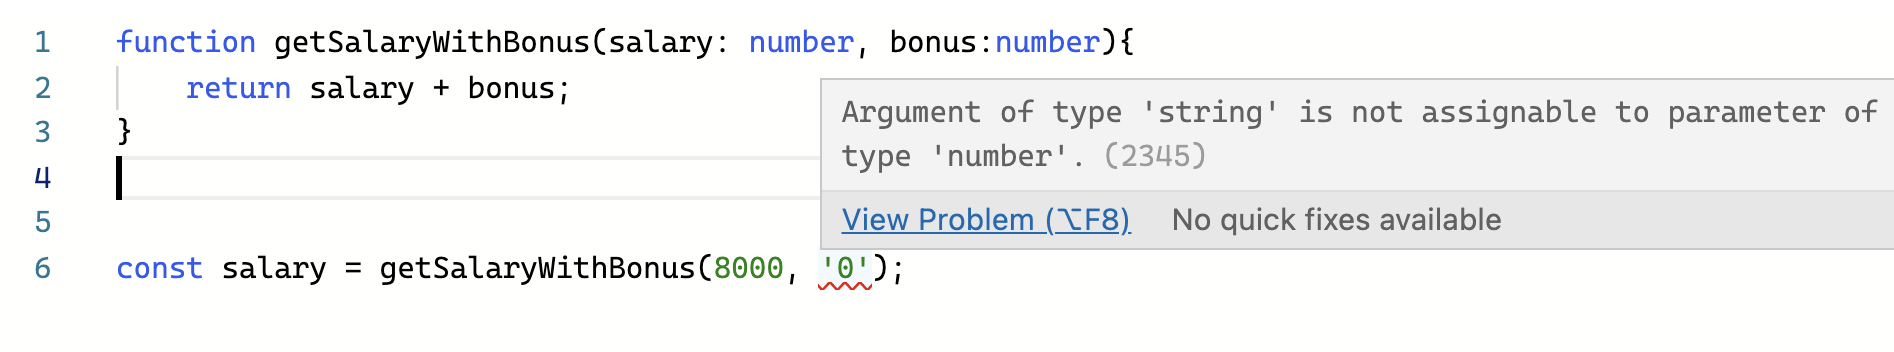 1 function getSalaryWithBonus(salary: number, bonus:number){
2 return salary + bonus;
3 }
4
5
6 const salary = getSalaryWithBonus(8000, '0');
Argument of type 'string' is not assignable to parameter of
type 'number'. (2345)
View Problem (⌥F8) No quick fixes available